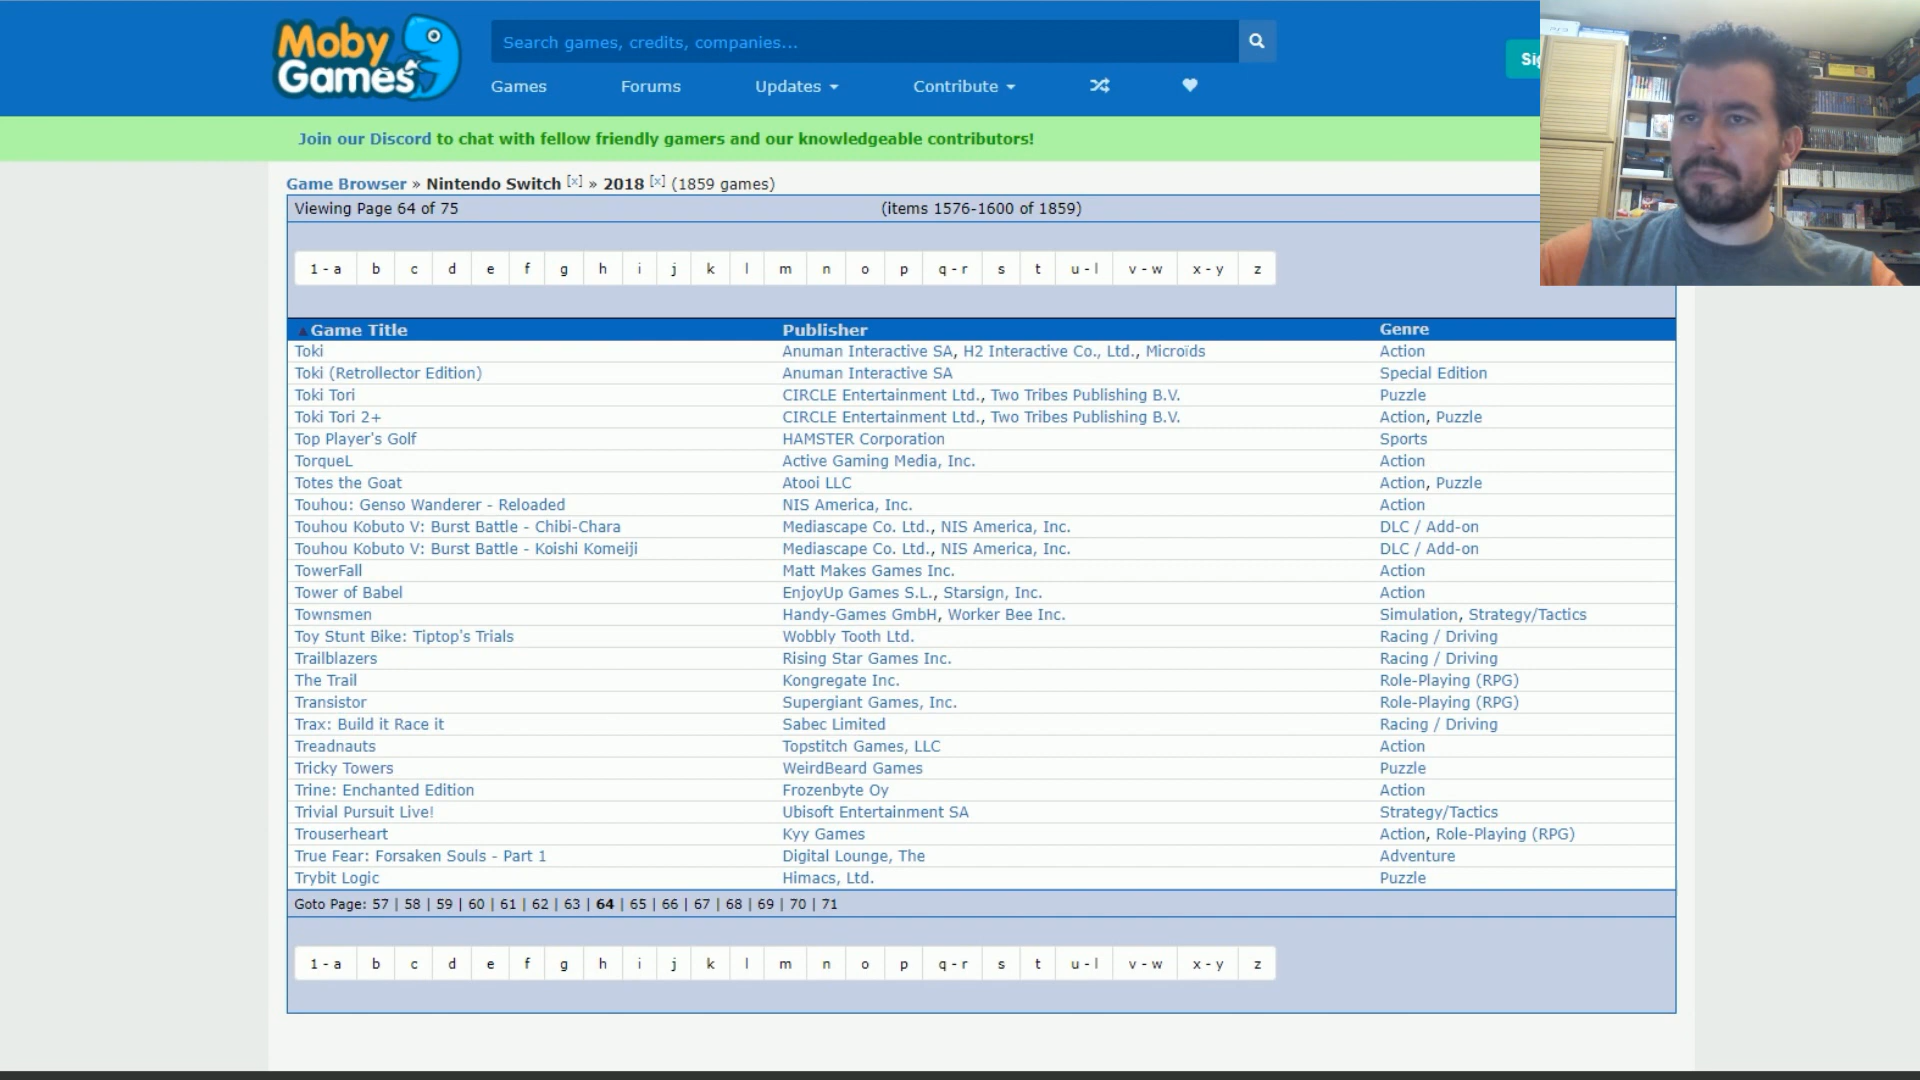 Moby
Games
Search games, credits, companies...
Games Forums Updates Contribute
Join our Discord to chat with fellow friendly gamers and our knowledgeable contributors!
Game Browser » Nintendo Switch [x] » 2018 [x] (1859 games)
Viewing Page 64 of 75 (items 1576-1600 of 1859)
1 - a b c d e f g h i j k l m n o p q - r s t u - l v - w x - y z
Game Title Publisher Genre
Toki Anuman Interactive SA, H2 Interactive Co., Ltd., Microïds Action
Toki (Retrollector Edition) Anuman Interactive SA Special Edition
Toki Tori CIRCLE Entertainment Ltd., Two Tribes Publishing B.V. Puzzle
Toki Tori 2+ CIRCLE Entertainment Ltd., Two Tribes Publishing B.V. Action, Puzzle
Top Player's Golf HAMSTER Corporation Sports
TorqueL Active Gaming Media, Inc. Action
Totes the Goat Atooi LLC Action, Puzzle
Touhou: Genso Wanderer - Reloaded NIS America, Inc. Action
Touhou Kobuto V: Burst Battle - Chibi-Chara Mediascape Co. Ltd., NIS America, Inc. DLC / Add-on
Touhou Kobuto V: Burst Battle - Koishi Komeiji Mediascape Co. Ltd., NIS America, Inc. DLC / Add-on
TowerFall Matt Makes Games Inc. Action
Tower of Babel EnjoyUp Games S.L., Starsign, Inc. Action
Townsmen Handy-Games GmbH, Worker Bee Inc. Simulation, Strategy/Tactics
Toy Stunt Bike: Tiptop's Trials Wobbly Tooth Ltd. Racing / Driving
Trailblazers Rising Star Games Inc. Racing / Driving
The Trail Kongregate Inc. Role-Playing (RPG)
Transistor Supergiant Games, Inc. Role-Playing (RPG)
Trax: Build it Race it Sabec Limited Racing / Driving
Treadnauts Topstitch Games, LLC Action
Tricky Towers WeirdBeard Games Puzzle
Trine: Enchanted Edition Frozenbyte Oy Action
Trivial Pursuit Live! Ubisoft Entertainment SA Strategy/Tactics
Trouserheart Kyy Games Action, Role-Playing (RPG)
True Fear: Forsaken Souls - Part 1 Digital Lounge, The Adventure
Trybit Logic Himacs, Ltd. Puzzle
Goto Page: 57 | 58 | 59 | 60 | 61 | 62 | 63 | 64 | 65 | 66 | 67 | 68 | 69 | 70 | 71
1 - a b c d e f g h i j k l m n o p q - r s t u - l v - w x - y z